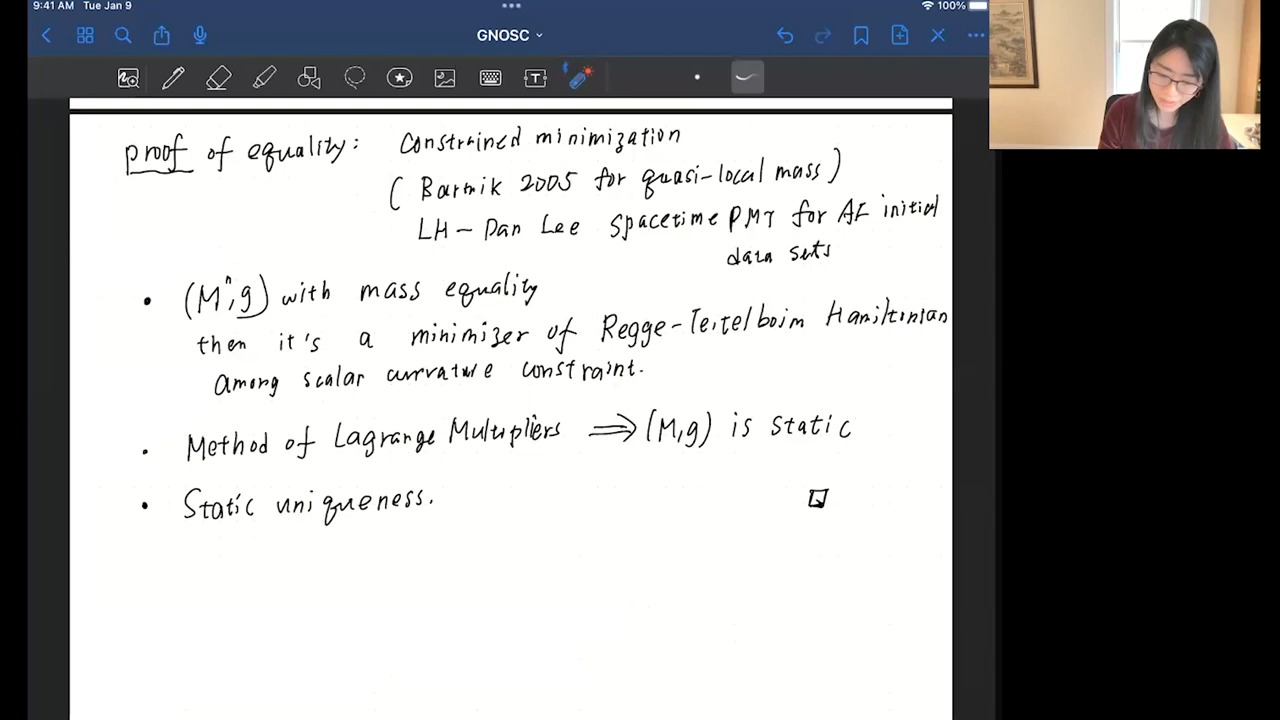 9:41 AM Tue Jan 9
100%
GNOSC
proof of equality: Constrained minimization
(Bartnik 2005 for quasi-local mass)
LH- Dan Lee spacetime PMT for AF initial
data sets
• (Mⁿ, g) with mass equality
then it's a minimizer of Regge-Teitelboim Hamiltonian
among scalar curvature constraint.
• Method of Lagrange Multipliers ⟹ (M,g) is static
• Static uniqueness.